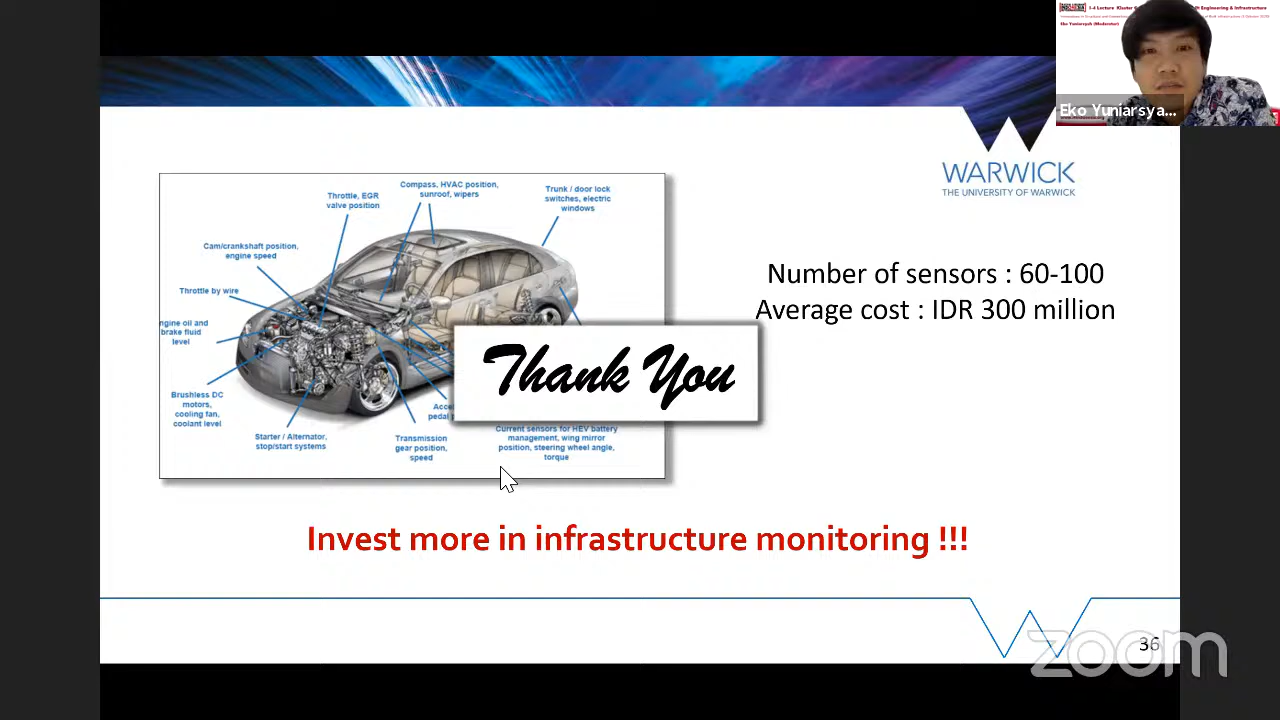 Eko Yuniarsya...
WARWICK
THE UNIVERSITY OF WARWICK
Compass, HVAC position,
sunroof, wipers
Throttle, EGR
valve position
Trunk / door lock
switches, electric
windows
Cam/crankshaft position,
engine speed
Throttle by wire
ngine oil and
brake fluid
level
Brushless DC
motors,
cooling fan,
coolant level
Starter / Alternator,
stop/start systems
Transmission
gear position,
speed
Acce
pedal p
Current sensors for HEV battery
management, wing mirror
position, steering wheel angle,
torque
Number of sensors : 60-100
Average cost : IDR 300 million
Thank You
Invest more in infrastructure monitoring !!!
36
zoom